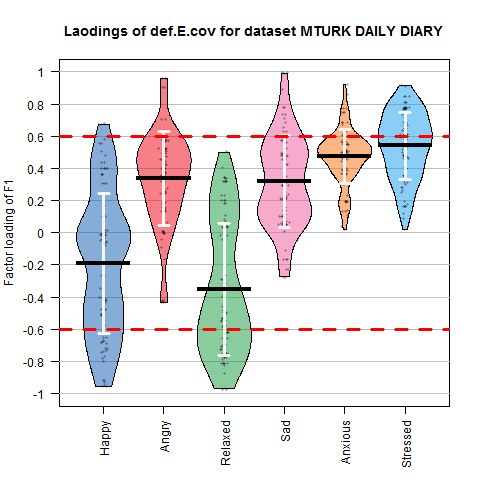 Laodings of def.E.cov for dataset MTURK DAILY DIARY
Factor loading of F1
1
0.8
0.6
0.4
0.2
0
-0.2
-0.4
-0.6
-0.8
-1
Happy
Angry
Relaxed
Sad
Anxious
Stressed